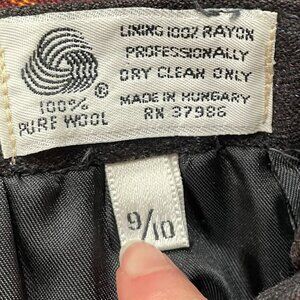 LINING 100% RAYON
PROFESSIONALLY
DRY CLEAN ONLY
MADE IN HUNGARY
RN 37986
®
100%
PURE WOOL
9/10